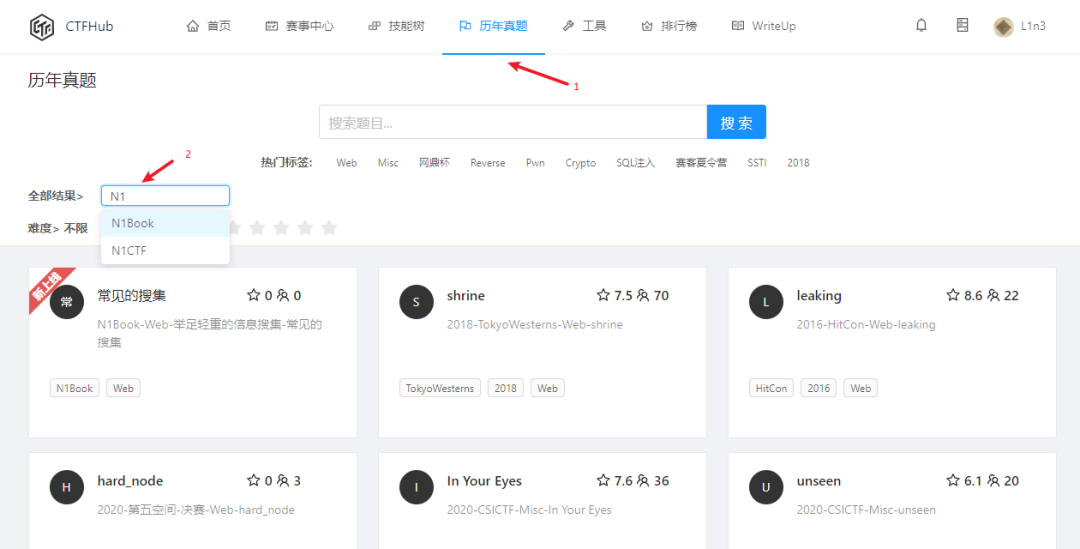 CTFHub 首页 赛事中心 技能树 历年真题 工具 排行榜 WriteUp L1n3
历年真题
1
搜索题目... 搜 索
2
热门标签: Web Misc 网鼎杯 Reverse Pwn Crypto SQL注入 赛客夏令营 SSTI 2018
全部结果> N1
难度> 不限 N1Book
N1CTF
新上线
常 常见的搜集 0 0 S shrine 7.5 70 L leaking 8.6 22
N1Book-Web-举足轻重的信息搜集-常见的 2018-TokyoWesterns-Web-shrine 2016-HitCon-Web-leaking
搜集
N1Book Web TokyoWesterns 2018 Web HitCon 2016 Web
H hard_node 0 3 I In Your Eyes 7.6 36 U unseen 6.1 20
2020-第五空间-决赛-Web-hard_node 2020-CSICTF-Misc-In Your Eyes 2020-CSICTF-Misc-unseen